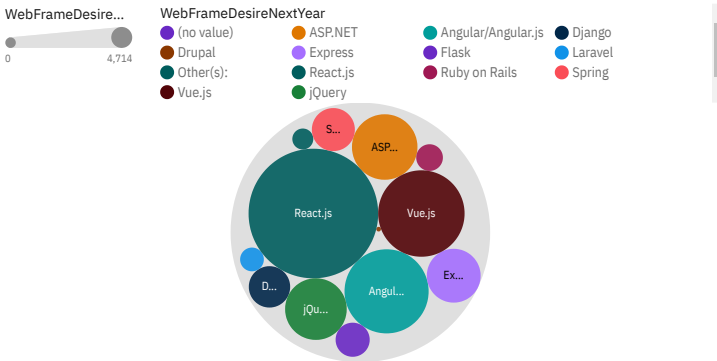 WebFrameDesire...
0 4,714
WebFrameDesireNextYear
(no value) ASP.NET Angular/Angular.js Django
Drupal Express Flask Laravel
Other(s): React.js Ruby on Rails Spring
Vue.js jQuery
S...
ASP...
React.js
Vue.js
Ex...
D...
Angul...
jQu...